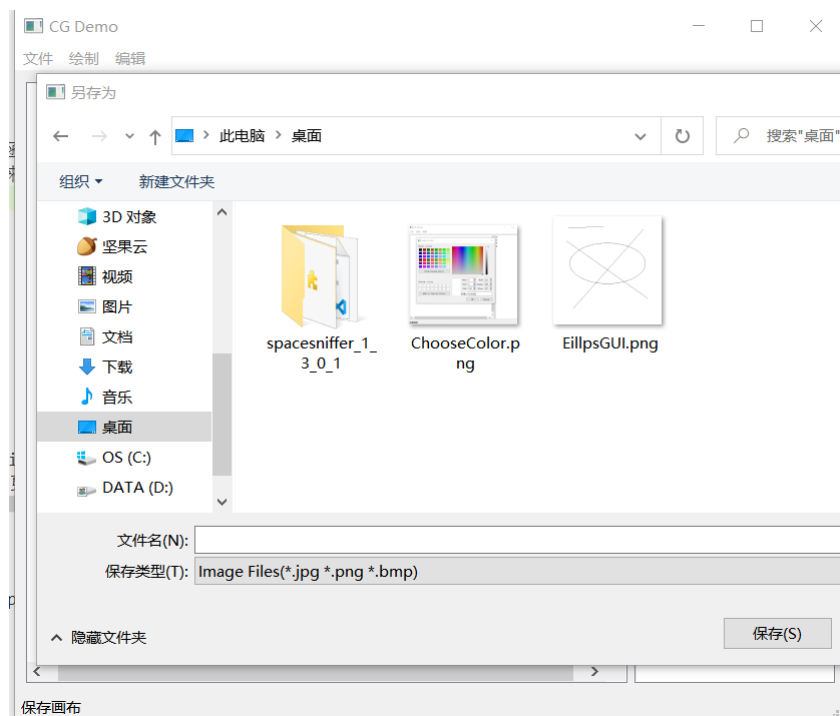 CG Demo
文件 绘制 编辑
另存为
此电脑 > 桌面
搜索"桌面"
组织 新建文件夹
3D 对象
坚果云
视频
图片
文档
下载
音乐
桌面
OS (C:)
DATA (D:)
spacesniffer_1_
3_0_1
ChooseColor.p
ng
EillpsGUI.png
文件名(N):
保存类型(T): Image Files(*.jpg *.png *.bmp)
隐藏文件夹
保存(S)
保存画布